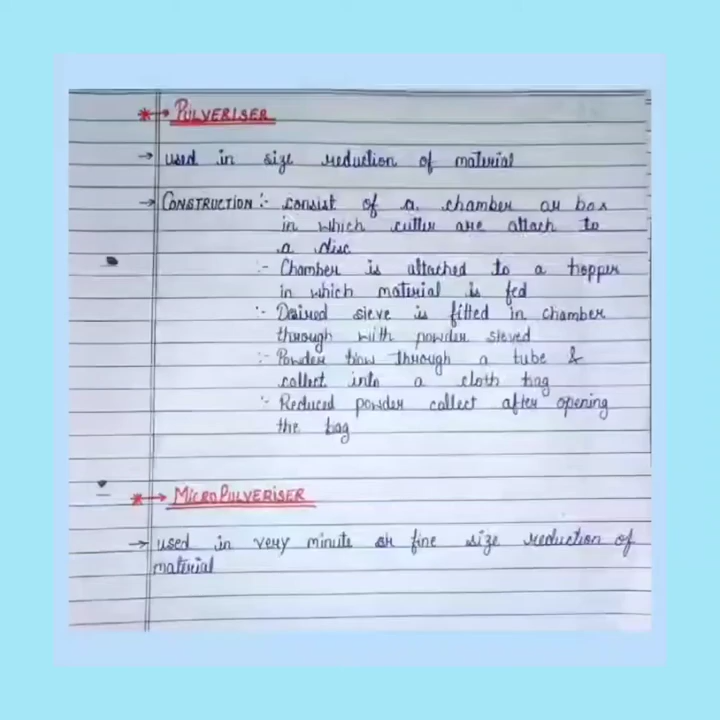 * → PULVERISER
→ used in size reduction of material
→ CONSTRUCTION :- consist of a chamber or box
in which cutter are attach to
a disc
:- Chamber is attached to a hopper
in which material is fed
:- Desired sieve is fitted in chamber
through with powder sieved
:- Powder flow through a tube &
collect into a cloth bag
:- Reduced powder collect after opening
the bag
* → MICROPULVERISER
→ used in very minute or fine size reduction of
material